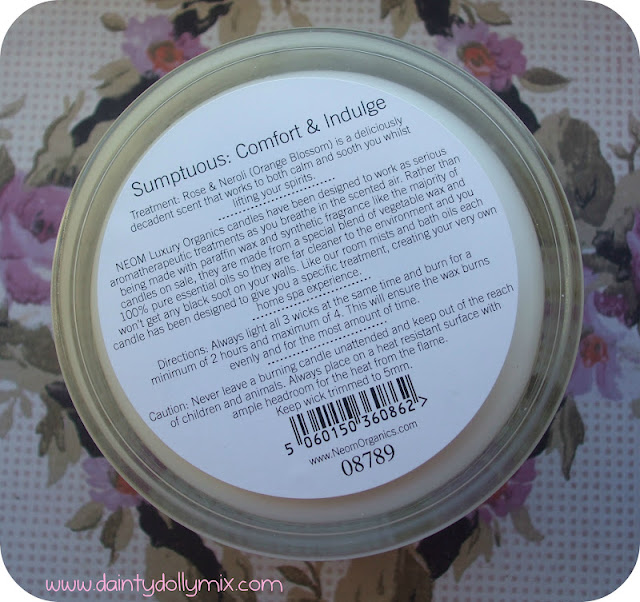 Sumptuous: Comfort & Indulge
Treatment: Rose & Neroli (Orange Blossom) is a deliciously
decadent scent that works to both calm and sooth you whilst
lifting your spirits.
NEOM Luxury Organics candles have been designed to work as serious
aromatherapeutic treatments as you breathe in the scented air. Rather than
being made with paraffin wax and synthetic fragrance like the majority of
candles on sale, they are made from a special blend of vegetable wax and
100% pure essential oils so they are far cleaner to the environment and you
won't get any black soot on your walls. Like our room mists and bath oils each
candle has been designed to give you a specific treatment, creating your very own
home spa experience.
Directions: Always light all 3 wicks at the same time and burn for a
minimum of 2 hours and maximum of 4. This will ensure the wax burns
evenly and for the most amount of time.
Caution: Never leave a burning candle unattended and keep out of the reach
of children and animals. Always place on a heat resistant surface with
ample headroom for the heat from the flame.
Keep wick trimmed to 5mm.
5 060150 360862 >
www.NeomOrganics.com
08789
www.daintydollymix.com